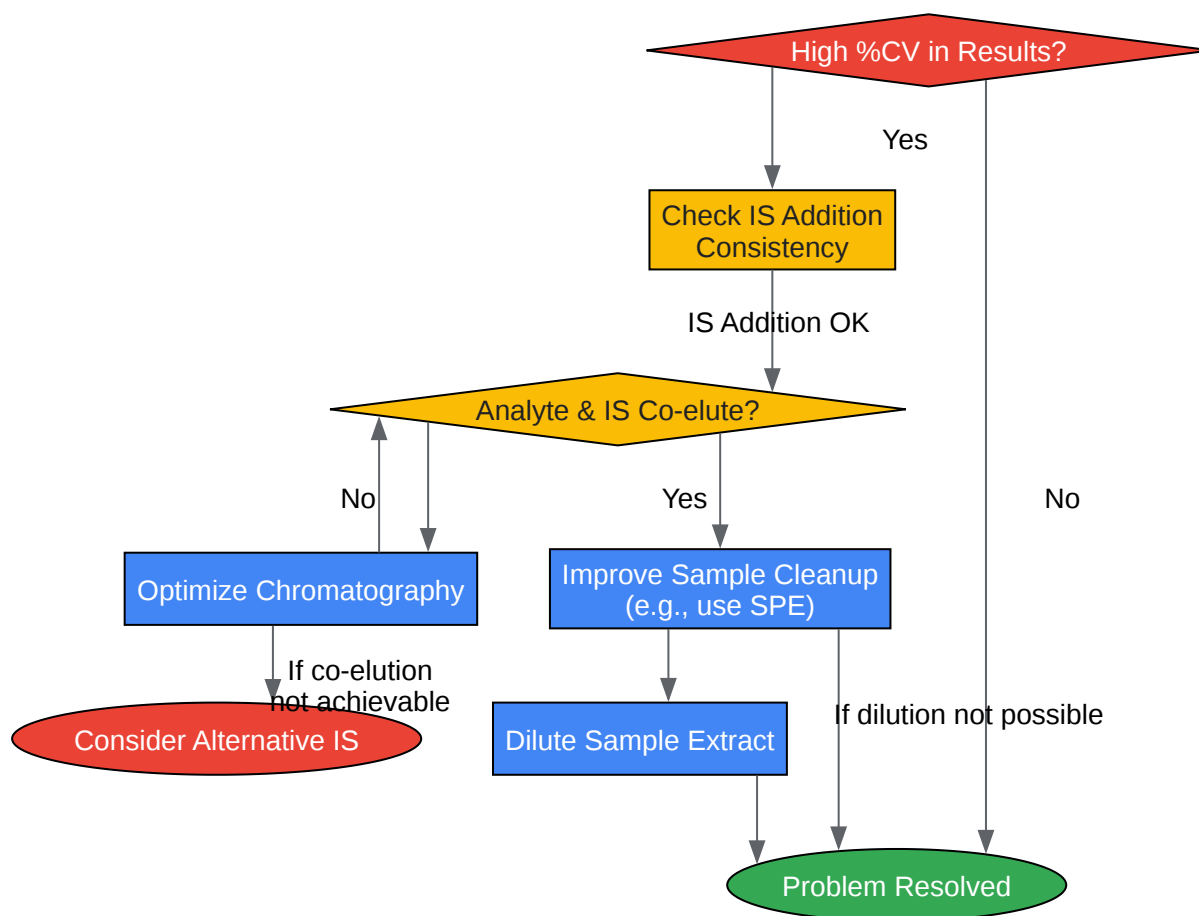 High %CV in Results?
Yes
Check IS Addition
Consistency
IS Addition OK
Analyte & IS Co-elute?
No
Yes
No
Optimize Chromatography
Improve Sample Cleanup
(e.g., use SPE)
If co-elution
not achievable
Consider Alternative IS
Dilute Sample Extract
If dilution not possible
Problem Resolved